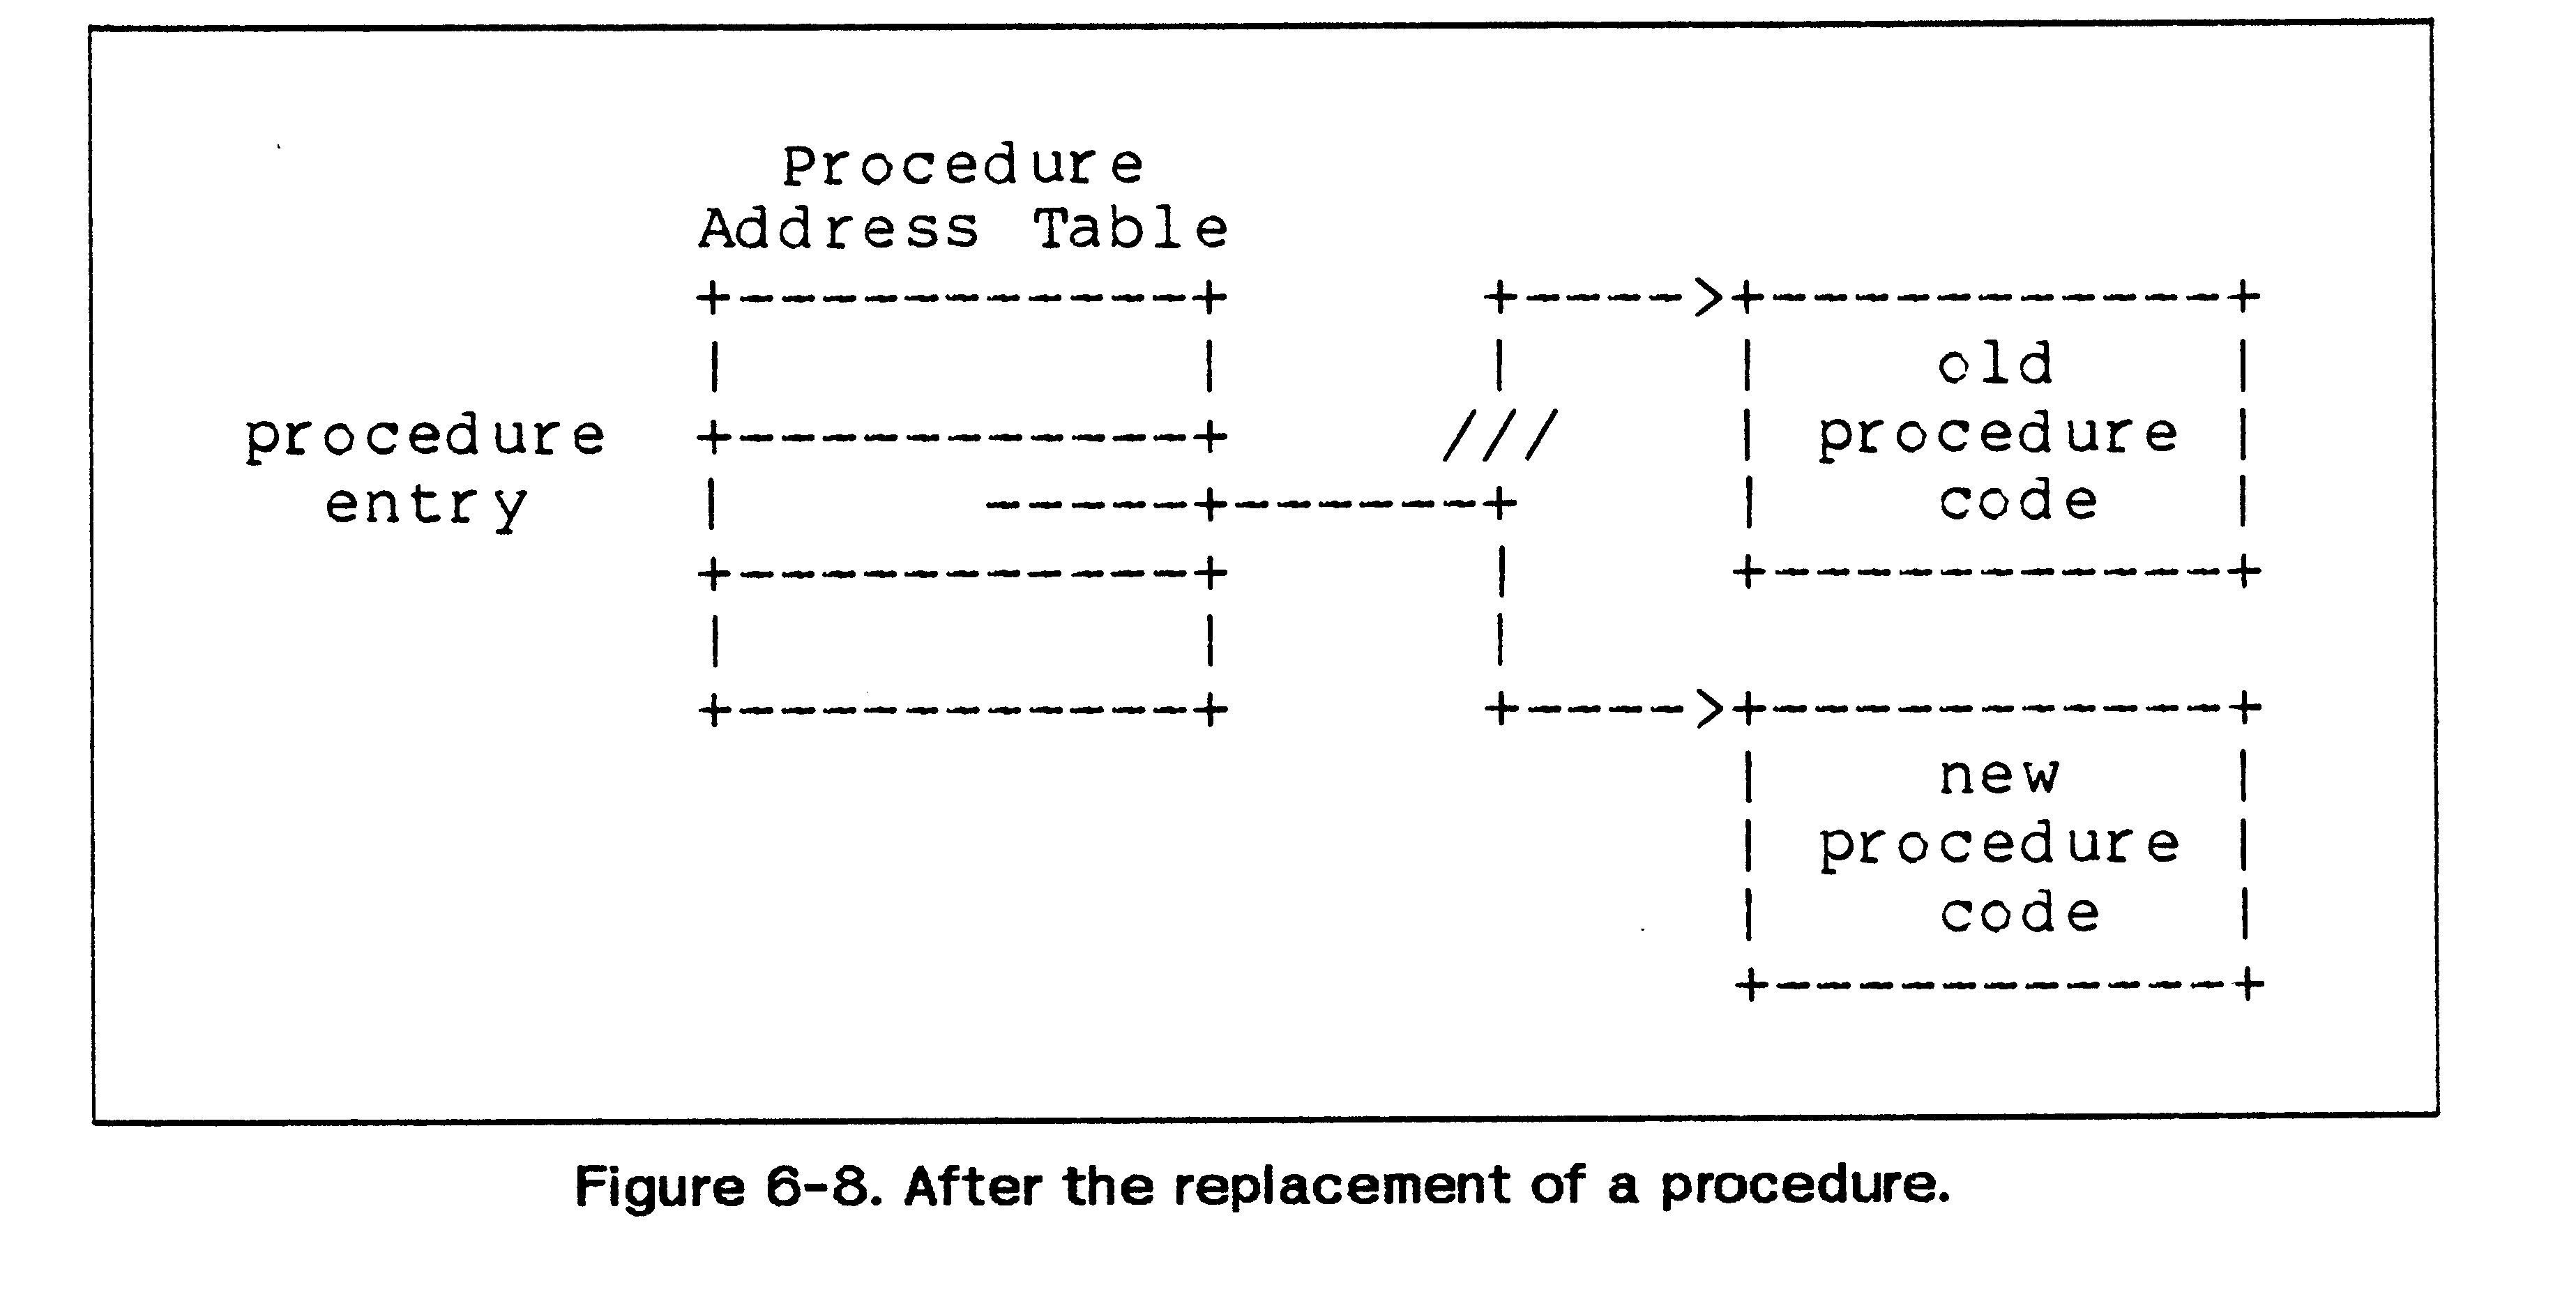 Procedure
Address Table
procedure
entry
old
procedure
code
new
procedure
code
Figure 6-8. After the replacement of a procedure.